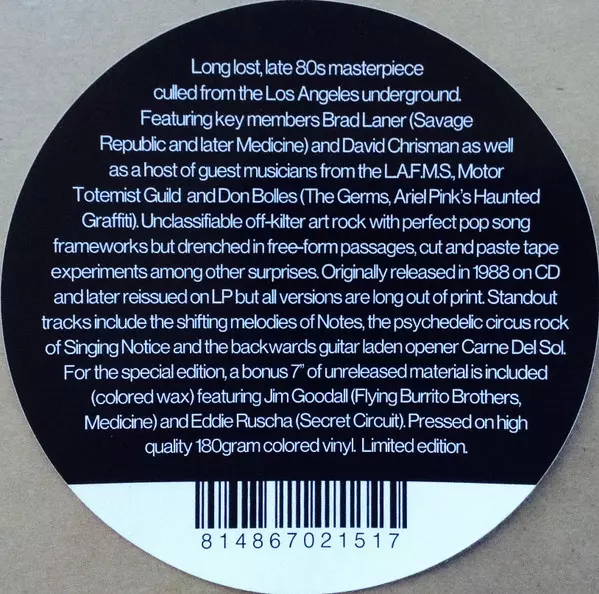 Long lost, late 80s masterpiece
culled from the Los Angeles underground.
Featuring key members Brad Laner (Savage
Republic and later Medicine) and David Chrisman as well
as a host of guest musicians from the L.A.F.M.S., Motor
Totemist Guild and Don Bolles (The Germs, Ariel Pink's Haunted
Graffiti). Unclassifiable off-kilter art rock with perfect pop song
frameworks but drenched in free-form passages, cut and paste tape
experiments among other surprises. Originally released in 1988 on CD
and later reissued on LP but all versions are long out of print. Standout
tracks include the shifting melodies of Notes, the psychedelic circus rock
of Singing Notice and the backwards guitar laden opener Carne Del Sol.
For the special edition, a bonus 7" of unreleased material is included
(colored wax) featuring Jim Goodall (Flying Burrito Brothers,
Medicine) and Eddie Ruscha (Secret Circuit). Pressed on high
quality 180gram colored vinyl. Limited edition.
814867021517